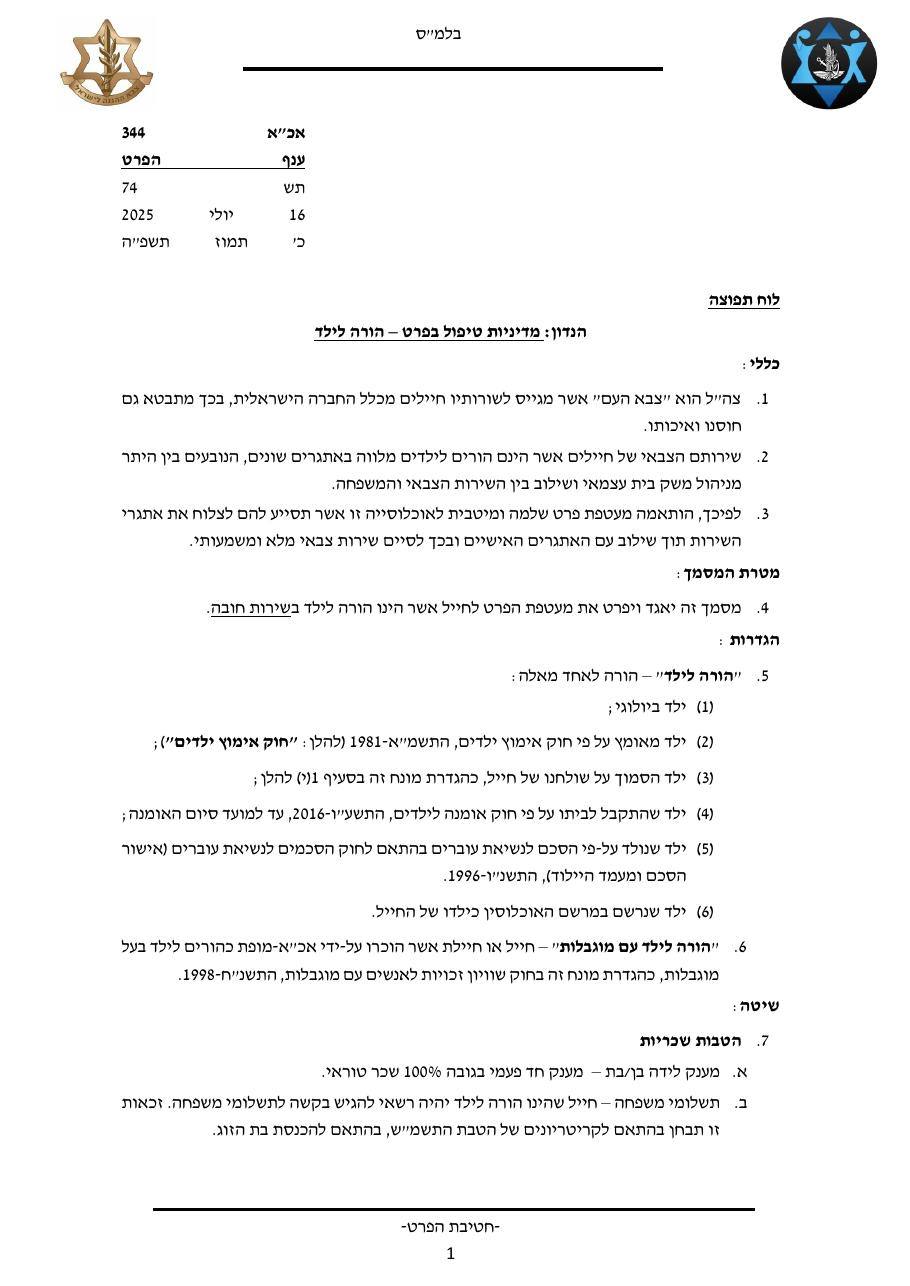 בלמ"ס
צבא ההגנה לישראל
אכ"א 344
ענף הפרט
תש 74
16 יולי 2025
כ' תמוז תשפ"ה
לוח תפוצה
הנדון: מדיניות טיפול בפרט – הורה לילד
כללי:
1. צה"ל הוא "צבא העם" אשר מגייס לשורותיו חיילים מכלל החברה הישראלית, בכך מתבטא גם
חוסנו ואיכותו.
2. שירותם הצבאי של חיילים אשר הינם הורים לילדים מלווה באתגרים שונים, הנובעים בין היתר
מניהול משק בית עצמאי ושילוב בין השירות הצבאי והמשפחה.
3. לפיכך, הותאמה מעטפת פרט שלמה ומיטבית לאוכלוסייה זו אשר תסייע להם לצלוח את אתגרי
השירות תוך שילוב עם האתגרים האישיים ובכך לסיים שירות צבאי מלא ומשמעותי.
מטרת המסמך:
4. מסמך זה יאגד ויפרט את מעטפת הפרט לחייל אשר הינו הורה לילד בשירות חובה.
הגדרות :
5. "הורה לילד" – הורה לאחד מאלה:
(1) ילד ביולוגי;
(2) ילד מאומץ על פי חוק אימוץ ילדים, התשמ"א-1981 (להלן: "חוק אימוץ ילדים");
(3) ילד הסמוך על שולחנו של חייל, כהגדרת מונח זה בסעיף 1(י) להלן;
(4) ילד שהתקבל לביתו על פי חוק אומנה לילדים, התשע"ו-2016, עד למועד סיום האומנה;
(5) ילד שנולד על-פי הסכם לנשיאת עוברים בהתאם לחוק הסכמים לנשיאת עוברים (אישור
הסכם ומעמד היילוד), התשנ"ו-1996.
(6) ילד שנרשם במרשם האוכלוסין כילדו של החייל.
6. "הורה לילד עם מוגבלות" – חייל או חיילת אשר הוכרו על-ידי אכ"א-מופת כהורים לילד בעל
מוגבלות, כהגדרת מונח זה בחוק שוויון זכויות לאנשים עם מוגבלות, התשנ"ח-1998.
שיטה:
7. הטבות שכריות
א. מענק לידה בן/בת – מענק חד פעמי בגובה 100% שכר טוראי.
ב. תשלומי משפחה – חייל שהינו הורה לילד יהיה רשאי להגיש בקשה לתשלומי משפחה. זכאות
זו תבחן בהתאם לקריטריונים של הטבת התשמ"ש, בהתאם להכנסת בת הזוג.
-חטיבת הפרט-
1